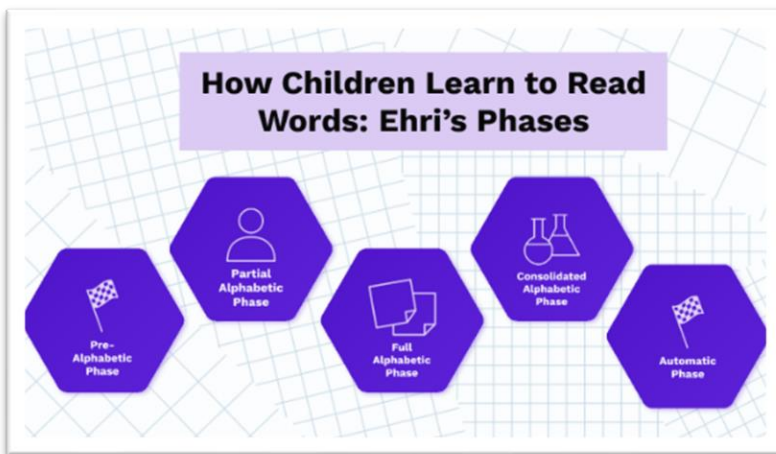 How Children Learn to Read
Words: Ehri's Phases
Pre-
Alphabetic
Phase
Partial
Alphabetic
Phase
Full
Alphabetic
Phase
Consolidated
Alphabetic
Phase
Automatic
Phase